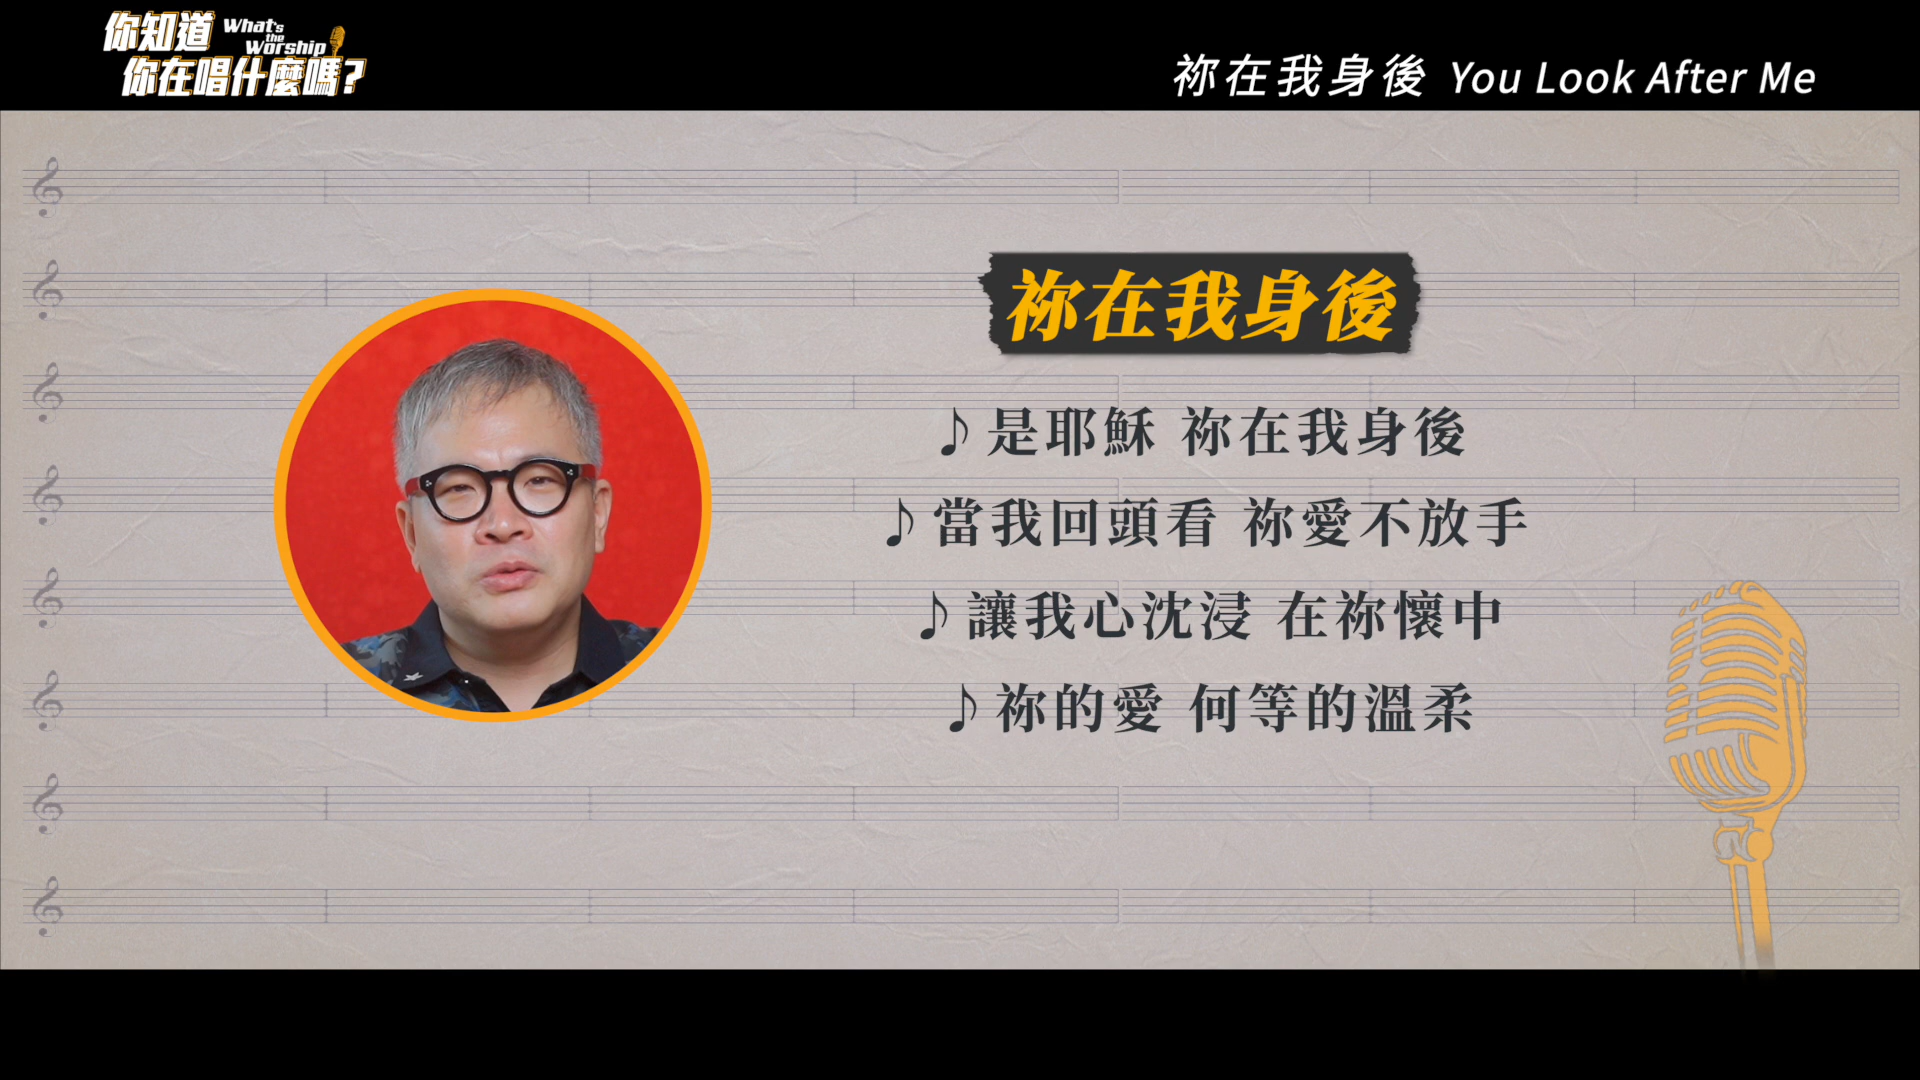 你知道 What's the Worship
你在唱什麼嗎?
祢在我身後 You Look After Me
祢在我身後
♪是耶穌 祢在我身後
♪當我回頭看 祢愛不放手
♪讓我心沈浸 在祢懷中
♪祢的愛 何等的溫柔